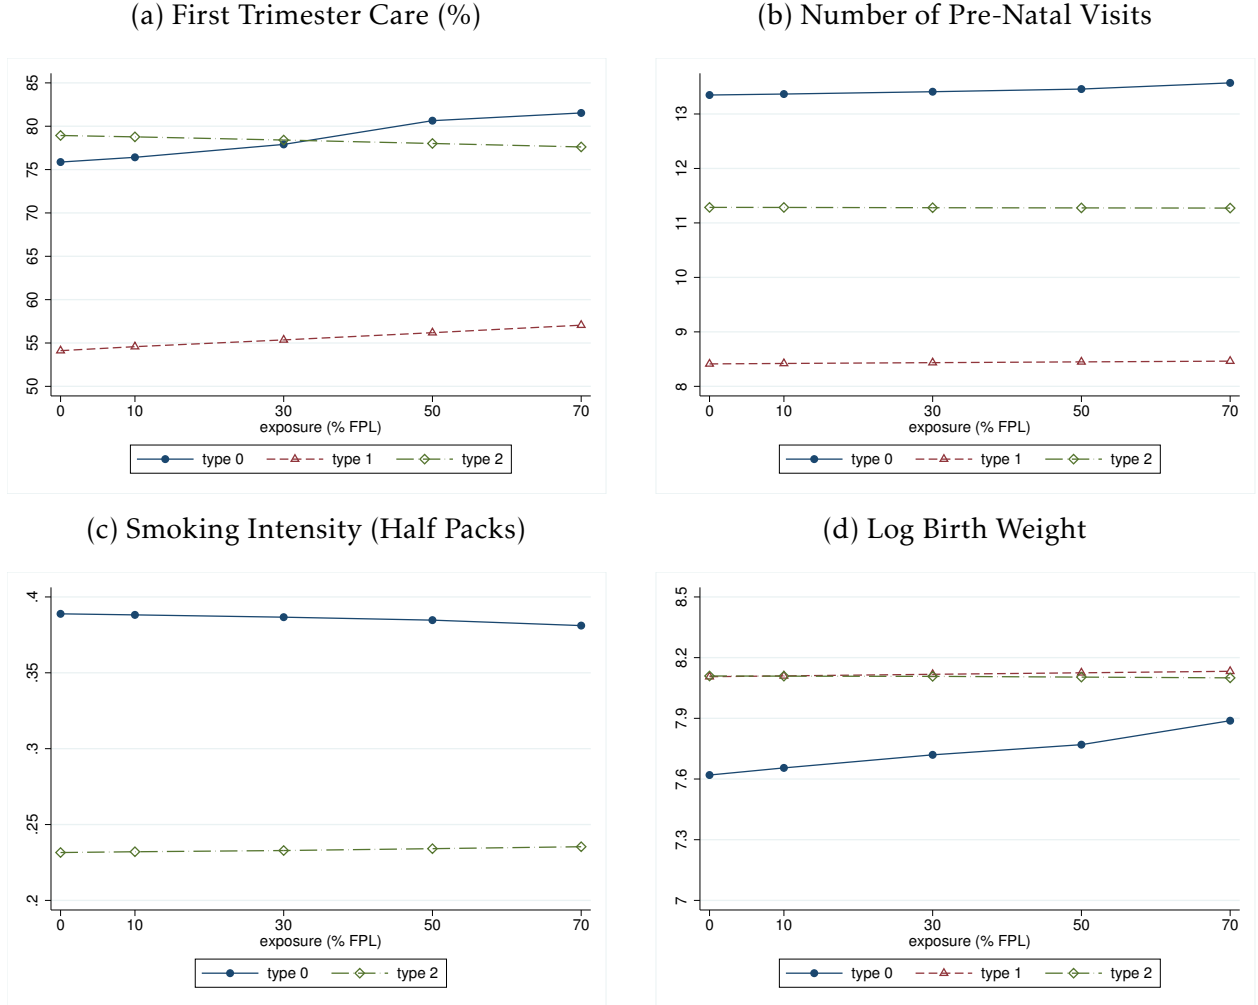 (a) First Trimester Care (%)
85
80
75
70
65
60
55
50
0 10 30 50 70
exposure (% FPL)
type 0 type 1 type 2
(b) Number of Pre-Natal Visits
13
12
11
10
9
8
0 10 30 50 70
exposure (% FPL)
type 0 type 1 type 2
(c) Smoking Intensity (Half Packs)
.4
.35
.3
.25
.2
0 10 30 50 70
exposure (% FPL)
type 0 type 2
(d) Log Birth Weight
8.5
8.2
7.9
7.6
7.3
7
0 10 30 50 70
exposure (% FPL)
type 0 type 1 type 2